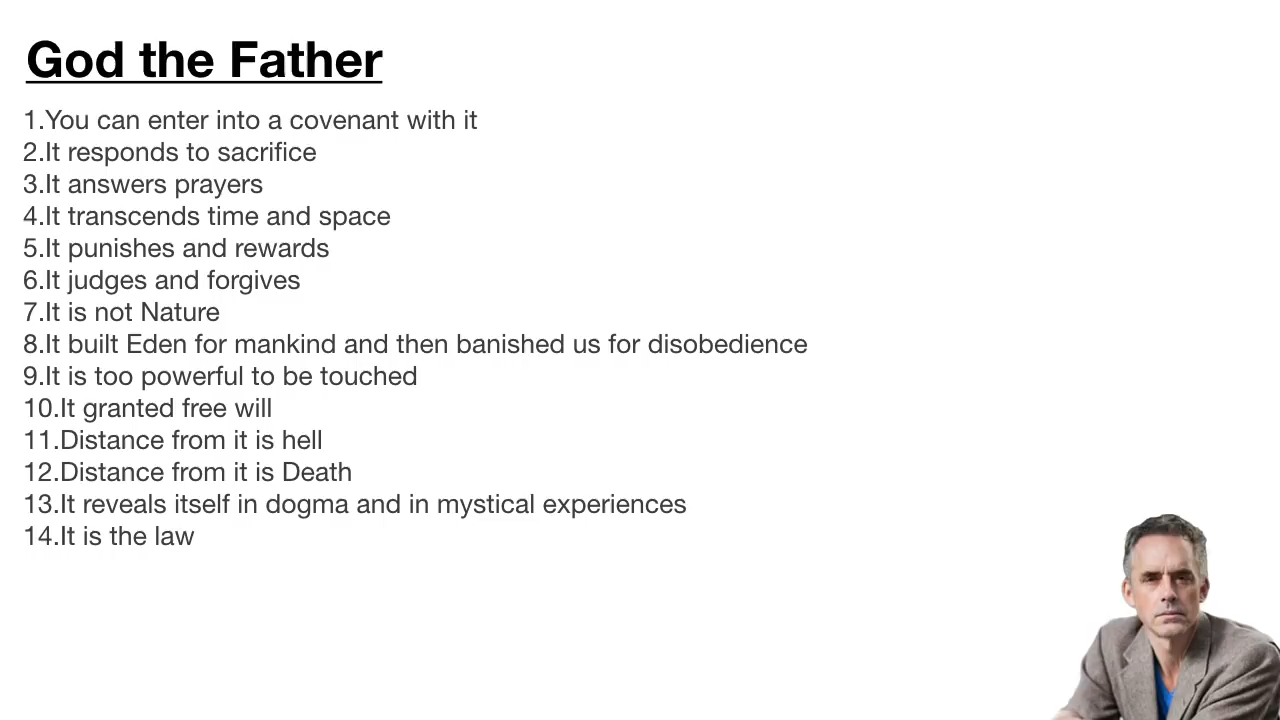 God the Father
1.You can enter into a covenant with it
2.It responds to sacrifice
3.It answers prayers
4.It transcends time and space
5.It punishes and rewards
6.It judges and forgives
7.It is not Nature
8.It built Eden for mankind and then banished us for disobedience
9.It is too powerful to be touched
10.It granted free will
11.Distance from it is hell
12.Distance from it is Death
13.It reveals itself in dogma and in mystical experiences
14.It is the law